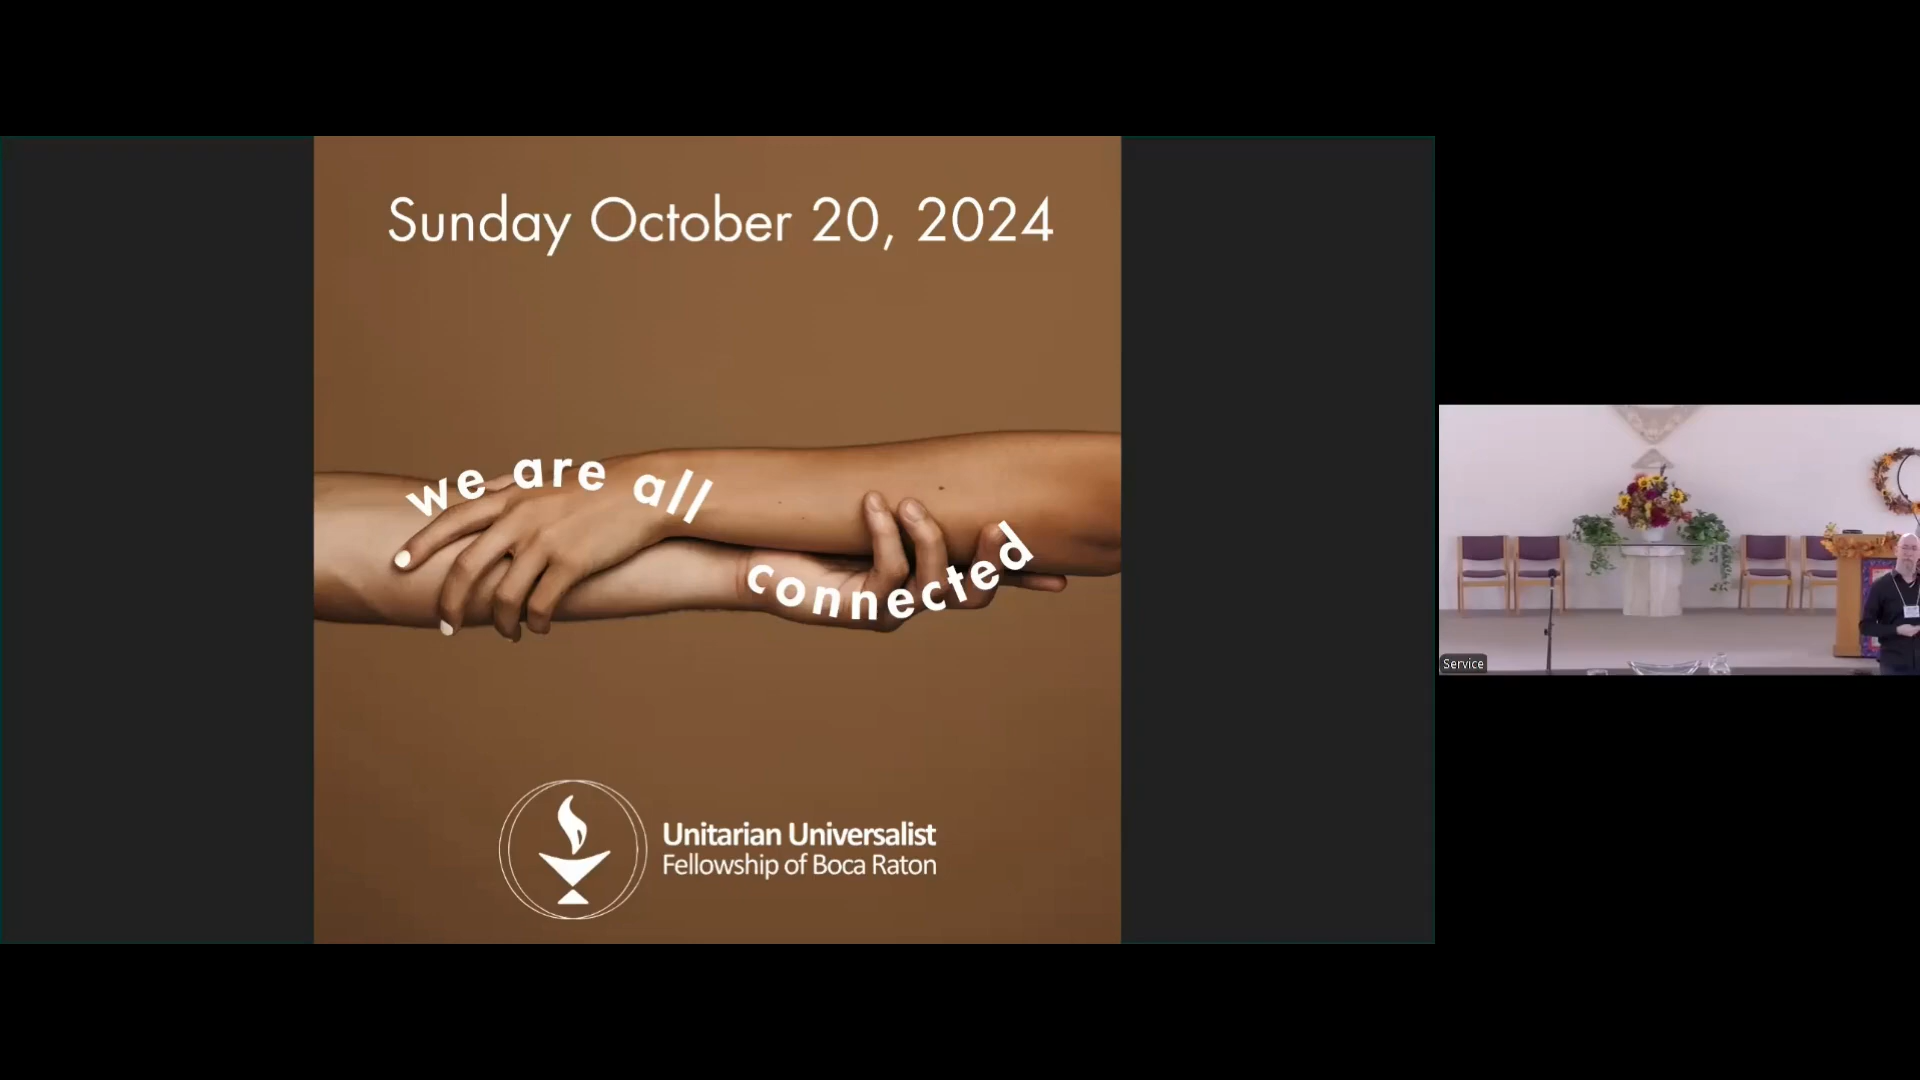 Sunday October 20, 2024
we are all
connected
Unitarian Universalist
Fellowship of Boca Raton
Service